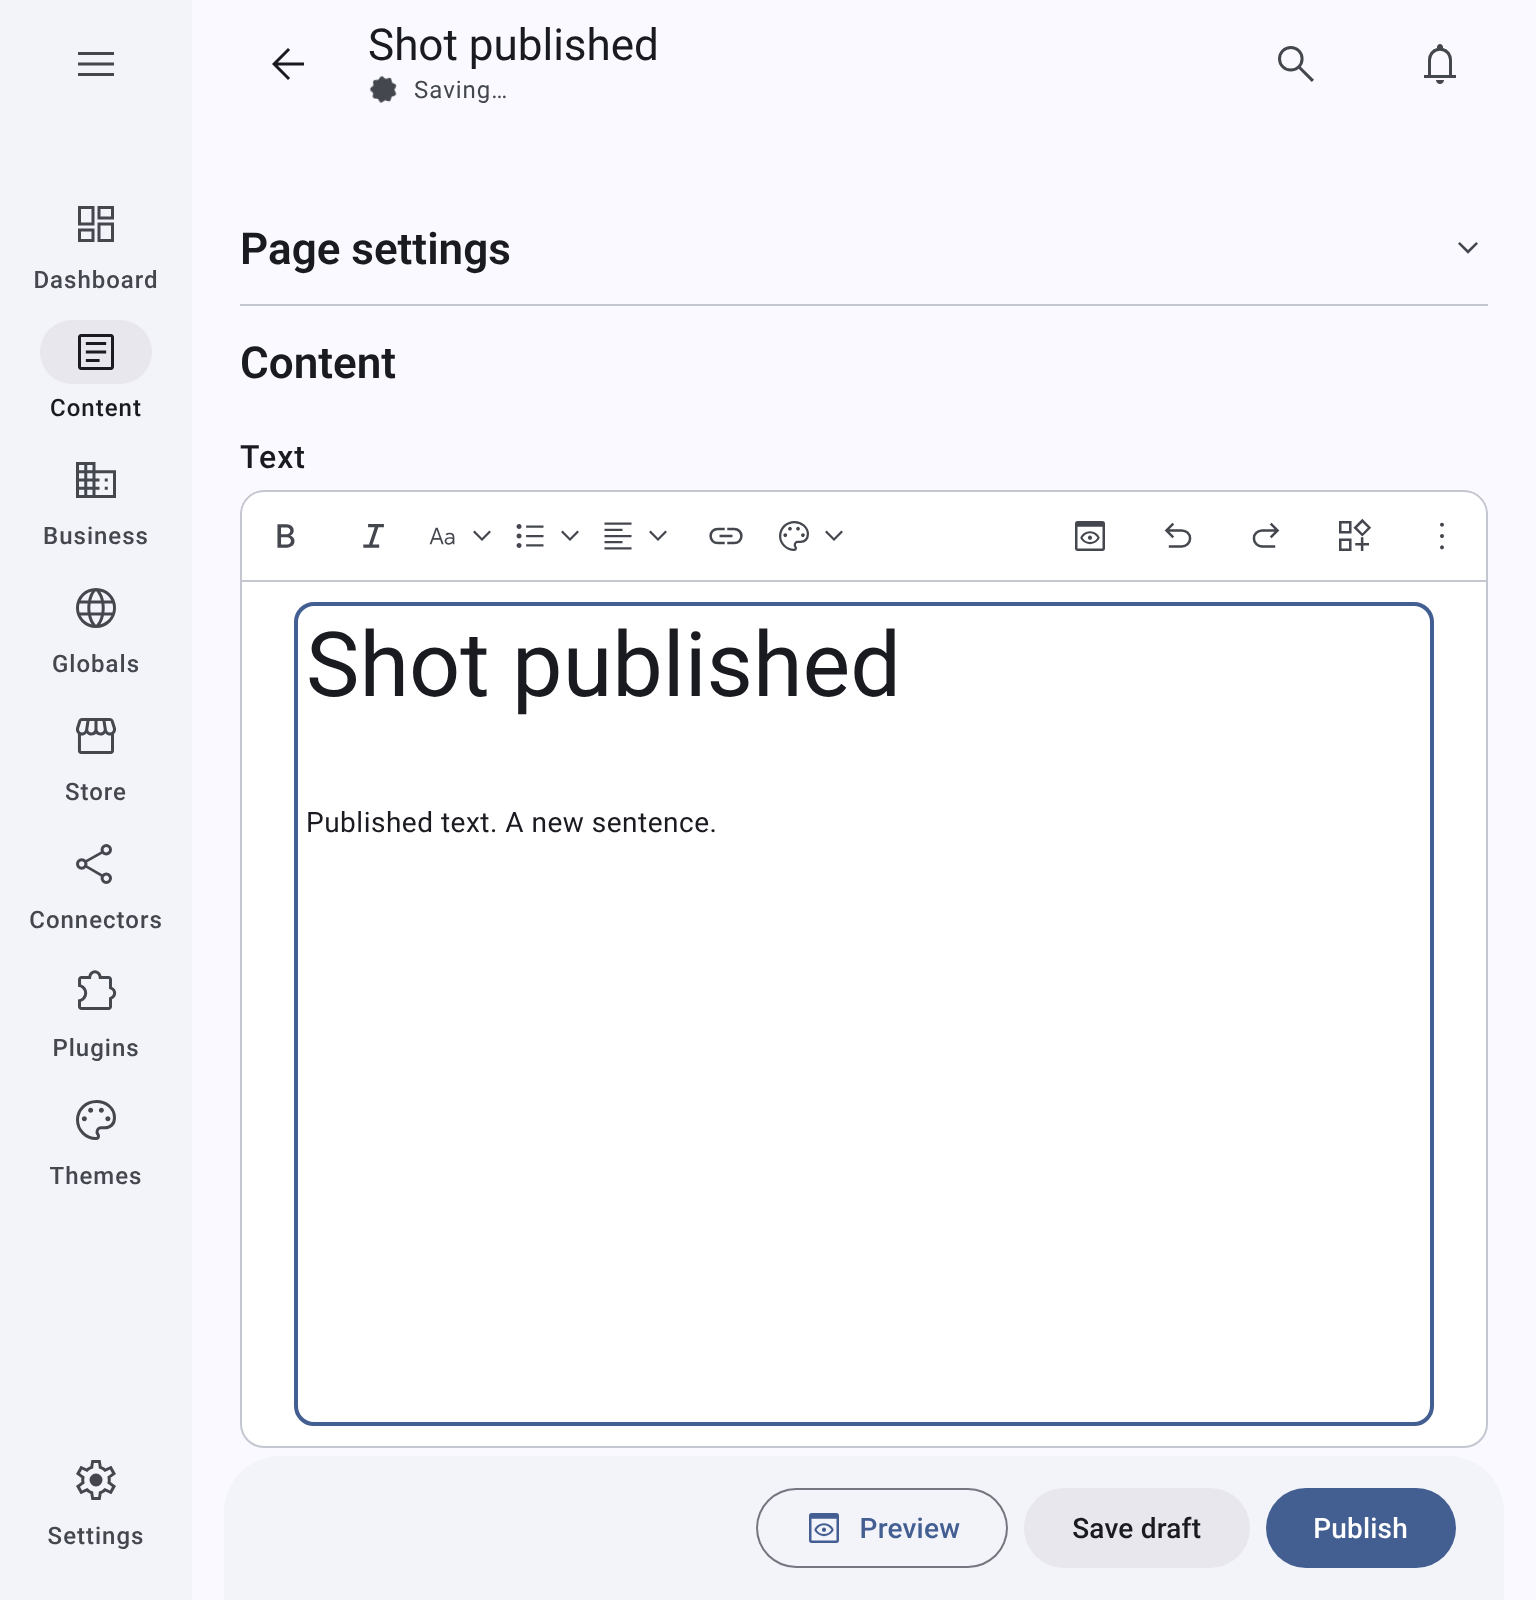 Shot published
Saving…
Dashboard
Content
Business
Globals
Store
Connectors
Plugins
Themes
Settings
Page settings
Content
Text
B I Aa
Shot published
Published text. A new sentence.
Preview Save draft Publish